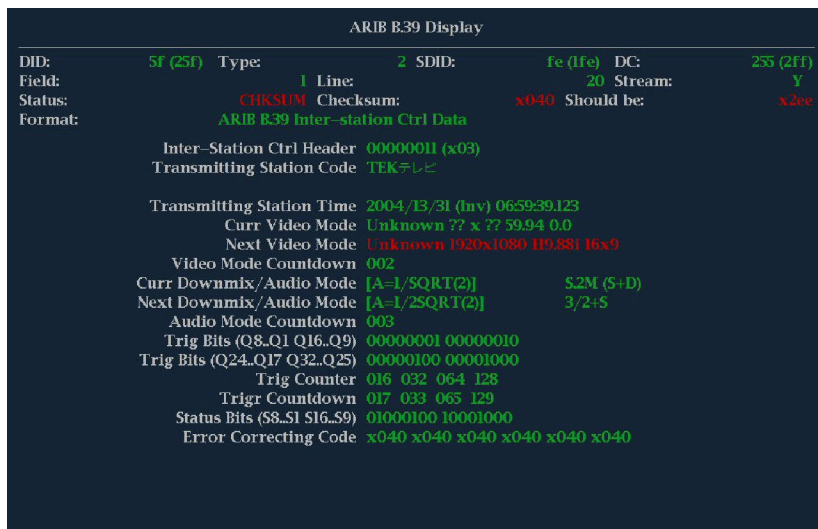 ARIB B.39 Display
DID: 5f (25f) Type: 2 SDID: fe (1fe) DC: 255 (2ff)
Field: 1 Line: 20 Stream: Y
Status: CHKSUM Checksum: x040 Should be: x2ee
Format: ARIB B.39 Inter-station Ctrl Data
Inter-Station Ctrl Header 00000011 (x03)
Transmitting Station Code TEKテレビ
Transmitting Station Time 2004/13/31 (Inv) 06:59:39.123
Curr Video Mode Unknown ?? x ?? 59.94 0.0
Next Video Mode Unknown 1920x1080 119.88I 16x9
Video Mode Countdown 002
Curr Downmix/Audio Mode [A=1/SQRT(2)] S.2M (S+D)
Next Downmix/Audio Mode [A=1/2SQRT(2)] 3/2+S
Audio Mode Countdown 003
Trig Bits (Q8..Q1 Q16..Q9) 00000001 00000010
Trig Bits (Q24..Q17 Q32..Q25) 00000100 00001000
Trig Counter 016 032 064 128
Trigr Countdown 017 033 065 129
Status Bits (S8..S1 S16..S9) 01000100 10001000
Error Correcting Code x040 x040 x040 x040 x040 x040